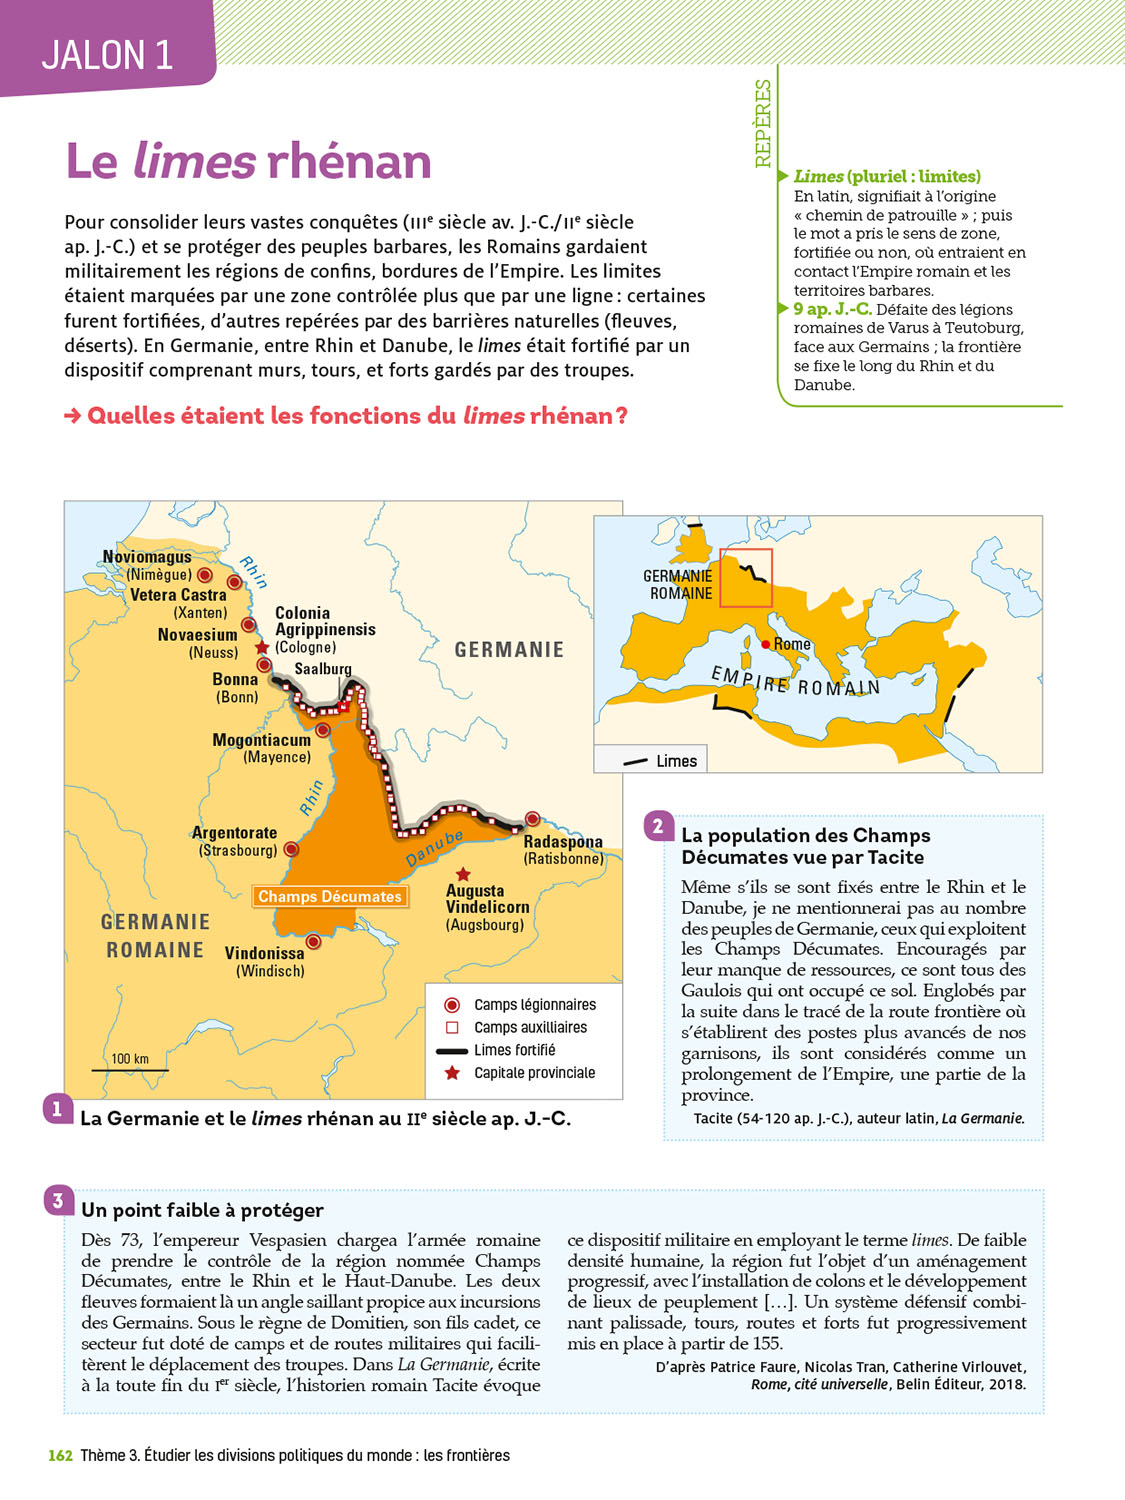 JALON 1
Le limes rhénan
Pour consolider leurs vastes conquêtes (IIIe siècle av. J.-C./IIe siècle
ap. J.-C.) et se protéger des peuples barbares, les Romains gardaient
militairement les régions de confins, bordures de l'Empire. Les limites
étaient marquées par une zone contrôlée plus que par une ligne : certaines
furent fortifiées, d'autres repérées par des barrières naturelles (fleuves,
déserts). En Germanie, entre Rhin et Danube, le limes était fortifié par un
dispositif comprenant murs, tours, et forts gardés par des troupes.
→ Quelles étaient les fonctions du limes rhénan ?
REPÈRES
Limes (pluriel : limites)
En latin, signifiait à l'origine
« chemin de patrouille » ; puis
le mot a pris le sens de zone,
fortifiée ou non, où entraient en
contact l'Empire romain et les
territoires barbares.
9 ap. J.-C. Défaite des légions
romaines de Varus à Teutoburg,
face aux Germains ; la frontière
se fixe le long du Rhin et du
Danube.
Noviomagus
(Nimègue)
Rhin
Vetera Castra
(Xanten)
Colonia
Agrippinensis
(Cologne)
Novaesium
(Neuss)
GERMANIE
Saalburg
Bonna
(Bonn)
Mogontiacum
(Mayence)
Rhin
Argentorate
(Strasbourg)
Danube
Radaspona
(Ratisbonne)
Champs Décumates
Augusta
Vindelicorn
(Augsbourg)
GERMANIE
ROMAINE
Vindonissa
(Windisch)
Camps légionnaires
Camps auxilliaires
Limes fortifié
Capitale provinciale
100 km
GERMANIE
ROMAINE
Rome
EMPIRE ROMAIN
Limes
1 La Germanie et le limes rhénan au IIe siècle ap. J.-C.
2 La population des Champs
Décumates vue par Tacite
Même s'ils se sont fixés entre le Rhin et le
Danube, je ne mentionnerai pas au nombre
des peuples de Germanie, ceux qui exploitent
les Champs Décumates. Encouragés par
leur manque de ressources, ce sont tous des
Gaulois qui ont occupé ce sol. Englobés par
la suite dans le tracé de la route frontière où
s'établirent des postes plus avancés de nos
garnisons, ils sont considérés comme un
prolongement de l'Empire, une partie de la
province.
Tacite (54-120 ap. J.-C.), auteur latin, La Germanie.
3 Un point faible à protéger
Dès 73, l'empereur Vespasien chargea l'armée romaine
de prendre le contrôle de la région nommée Champs
Décumates, entre le Rhin et le Haut-Danube. Les deux
fleuves formaient là un angle saillant propice aux incursions
des Germains. Sous le règne de Domitien, son fils cadet, ce
secteur fut doté de camps et de routes militaires qui facili-
tèrent le déplacement des troupes. Dans La Germanie, écrite
à la toute fin du Ier siècle, l'historien romain Tacite évoque
ce dispositif militaire en employant le terme limes. De faible
densité humaine, la région fut l'objet d'un aménagement
progressif, avec l'installation de colons et le développement
de lieux de peuplement […]. Un système défensif combi-
nant palissade, tours, routes et forts fut progressivement
mis en place à partir de 155.
D'après Patrice Faure, Nicolas Tran, Catherine Virlouvet,
Rome, cité universelle, Belin Éditeur, 2018.
162 Thème 3. Étudier les divisions politiques du monde : les frontières